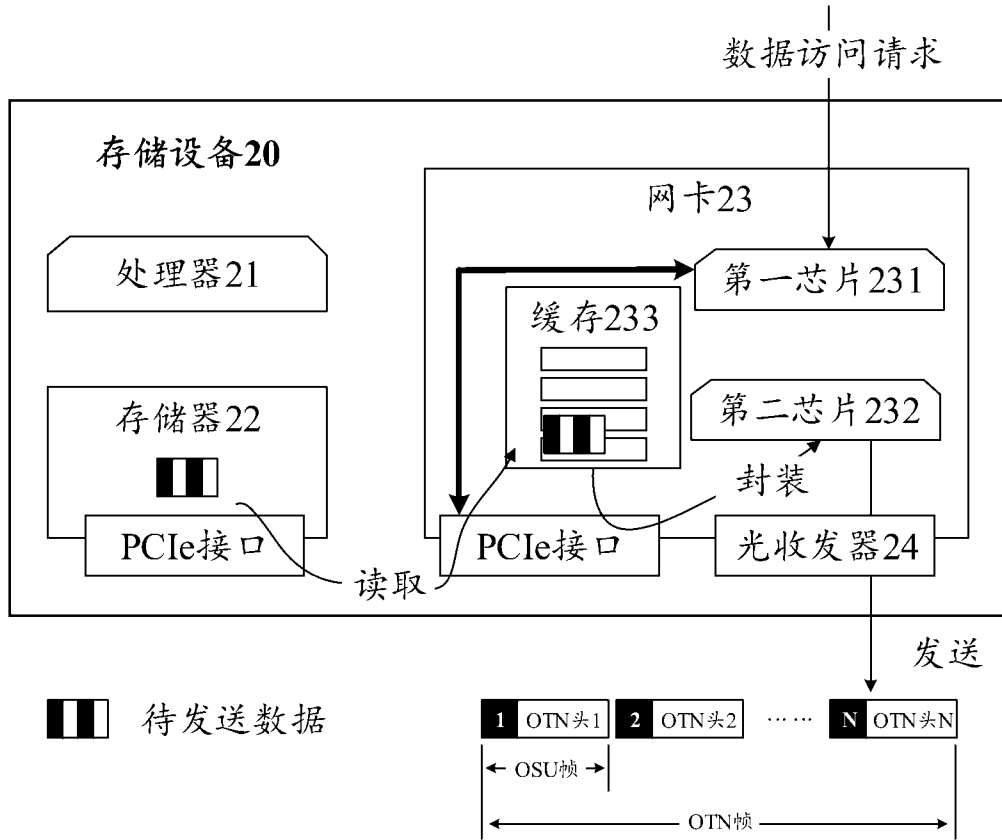 数据访问请求
存储设备20
网卡23
处理器21
第一芯片231
缓存233
存储器22
第二芯片232
封装
PCIe接口
PCIe接口
光收发器24
读取
发送
待发送数据
1 OTN头1 2 OTN头2 …… N OTN头N
OSU帧
OTN帧